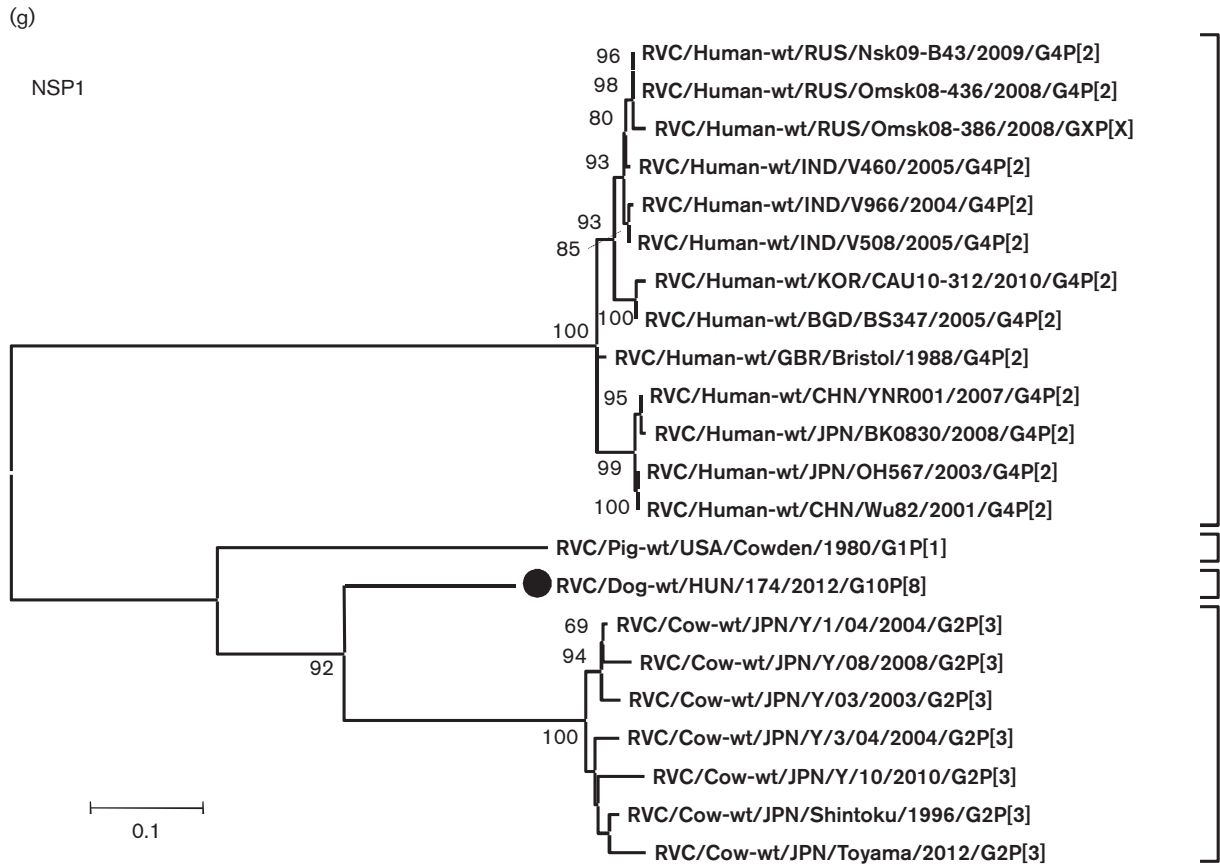 (g)
NSP1
96
RVC/Human-wt/RUS/Nsk09-B43/2009/G4P[2]
98
RVC/Human-wt/RUS/Omsk08-436/2008/G4P[2]
80
RVC/Human-wt/RUS/Omsk08-386/2008/GXP[X]
93
RVC/Human-wt/IND/V460/2005/G4P[2]
RVC/Human-wt/IND/V966/2004/G4P[2]
93
85
RVC/Human-wt/IND/V508/2005/G4P[2]
RVC/Human-wt/KOR/CAU10-312/2010/G4P[2]
100
RVC/Human-wt/BGD/BS347/2005/G4P[2]
100
RVC/Human-wt/GBR/Bristol/1988/G4P[2]
95
RVC/Human-wt/CHN/YNR001/2007/G4P[2]
RVC/Human-wt/JPN/BK0830/2008/G4P[2]
99
RVC/Human-wt/JPN/OH567/2003/G4P[2]
100
RVC/Human-wt/CHN/Wu82/2001/G4P[2]
RVC/Pig-wt/USA/Cowden/1980/G1P[1]
RVC/Dog-wt/HUN/174/2012/G10P[8]
69
RVC/Cow-wt/JPN/Y/1/04/2004/G2P[3]
94
RVC/Cow-wt/JPN/Y/08/2008/G2P[3]
92
RVC/Cow-wt/JPN/Y/03/2003/G2P[3]
100
RVC/Cow-wt/JPN/Y/3/04/2004/G2P[3]
RVC/Cow-wt/JPN/Y/10/2010/G2P[3]
RVC/Cow-wt/JPN/Shintoku/1996/G2P[3]
0.1
RVC/Cow-wt/JPN/Toyama/2012/G2P[3]